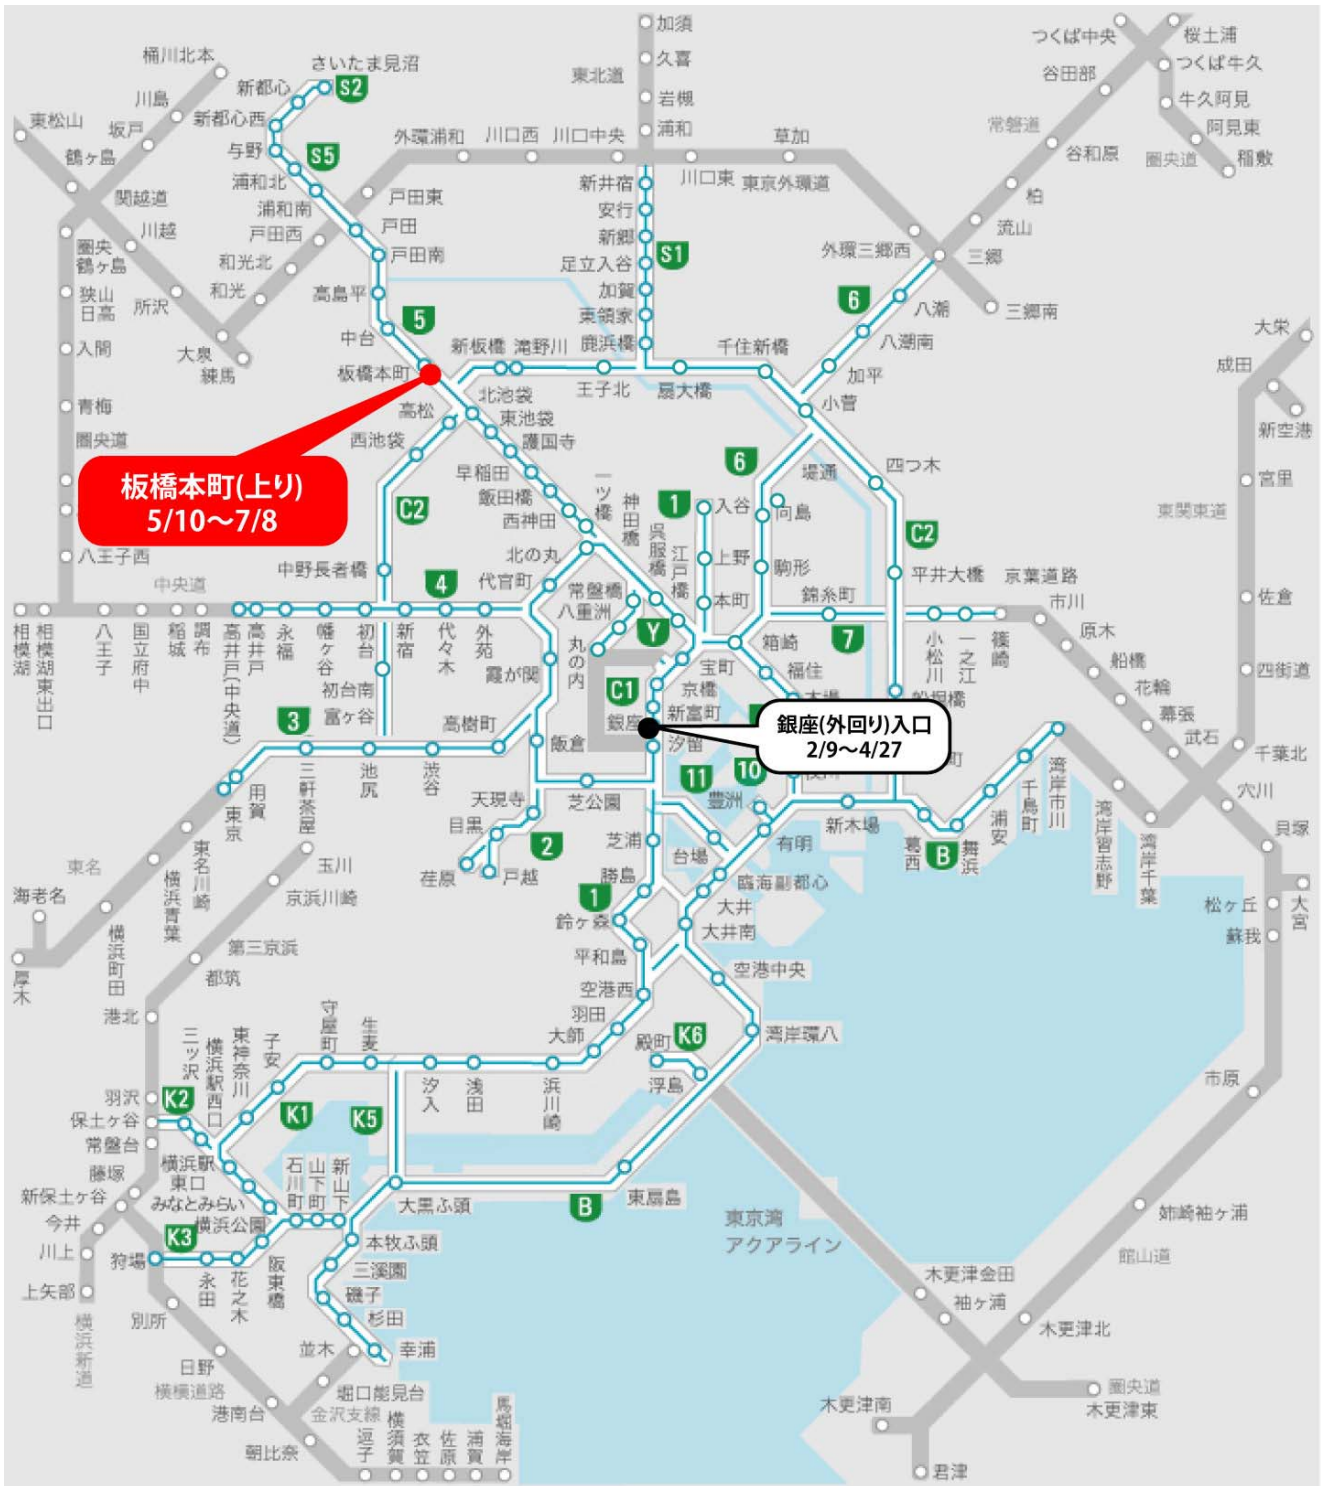 加須
つくば中央
桜土浦
久喜
つくば牛久
桶川北本
さいたま見沼
東北道
谷田部
新都心
S2
岩槻
牛久阿見
川島
東松山
坂戸
新都心西
浦和
常磐道
阿見東
外環浦和
川口西
川口中央
草加
与野
S5
鶴ヶ島
谷和原
圏央道
稲敷
浦和北
新井宿
川口東
東京外環道
関越道
戸田東
柏
浦和南
安行
川越
戸田西
戸田
新郷
流山
圏央
鶴ヶ島
戸田南
S1
外環三郷西
三郷
和光北
足立入谷
狭山
日高
所沢
和光
高島平
加賀
6
八潮
三郷南
5
東領家
大栄
入間
大泉
練馬
中台
新板橋
滝野川
鹿浜橋
千住新橋
八潮南
成田
板橋本町
王子北
扇大橋
加平
北池袋
青梅
高松
東池袋
小菅
新空港
圏央道
西池袋
護国寺
板橋本町(上り)
5/10～7/8
早稲田
一ツ橋
6
堤通
四つ木
宮里
飯田橋
神田橋
C2
西神田
呉服橋
1
入谷
向島
東関東道
八王子西
北の丸
江戸橋
上野
C2
中央道
中野長者橋
代官町
常盤橋
駒形
平井大橋
京葉道路
4
八重洲
本町
錦糸町
市川
佐倉
相模湖
相模湖東出口
八王子
国立府中
稲城
調布
高井戸(中央道)
高井戸
永福
幡ヶ谷
初台
新宿
代々木
外苑
丸の内
Y
箱崎
7
小松川
一之江
篠崎
原木
霞が関
宝町
福住
船橋
四街道
初台南
C1
京橋
木場
船堀橋
花輪
富ヶ谷
高樹町
銀座
新富町
銀座(外回り)入口
2/9～4/27
幕張
3
飯倉
汐留
町
武石
千葉北
三軒茶屋
池尻
渋谷
11
10
湾岸市川
用賀
天現寺
芝公園
豊洲
千鳥町
穴川
東京
目黒
新木場
浦安
湾岸習志野
東名川崎
2
芝浦
有明
葛西
B
舞浜
湾岸千葉
貝塚
東名
玉川
荏原
戸越
台場
海老名
横浜青葉
京浜川崎
1
勝島
臨海副都心
大井
松ヶ丘
大宮
横浜町田
鈴ヶ森
大井南
蘇我
第三京浜
平和島
厚木
都筑
空港西
空港中央
港北
守屋町
生麦
羽田
三ツ沢
横浜駅西口
東神奈川
子安
大師
殿町
K6
湾岸環八
羽沢
K2
浮島
市原
保土ヶ谷
K1
K5
汐入
浅田
浜川崎
常盤台
藤塚
横浜駅
東口
石川町
山下町
新山下
新保土ヶ谷
みなとみらい
大黒ふ頭
B
東扇島
今井
横浜公園
東京湾
アクアライン
姉崎袖ヶ浦
川上
K3
狩場
永田
花之木
阪東橋
本牧ふ頭
館山道
三溪園
木更津金田
上矢部
磯子
袖ヶ浦
横浜新道
別所
杉田
木更津北
並木
幸浦
日野
横横道路
堀口能見台
圏央道
港南台
金沢支線
木更津東
木更津南
朝比奈
逗子
横須賀
衣笠
佐原
浦賀
馬堀海岸
君津